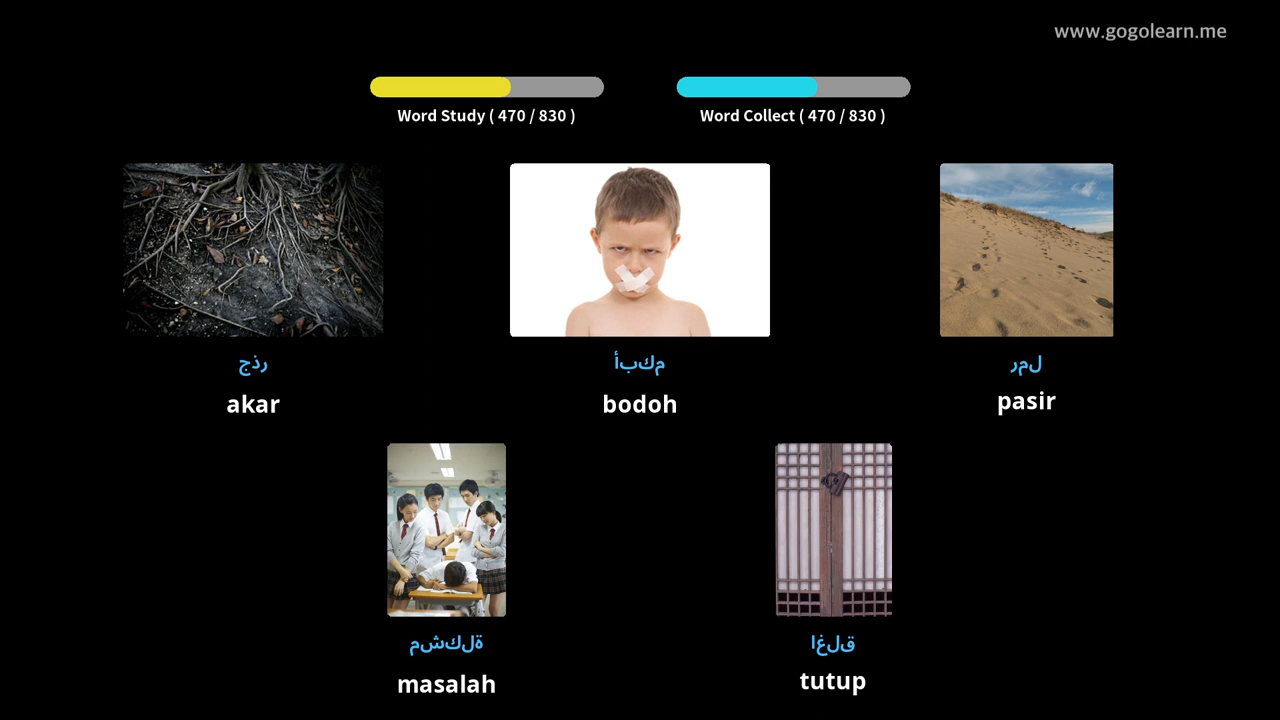 www.gogolearn.me
Word Study ( 470 / 830 )
Word Collect ( 470 / 830 )
جذر
أبكم
رمل
akar
bodoh
pasir
مشكلة
اغلق
masalah
tutup